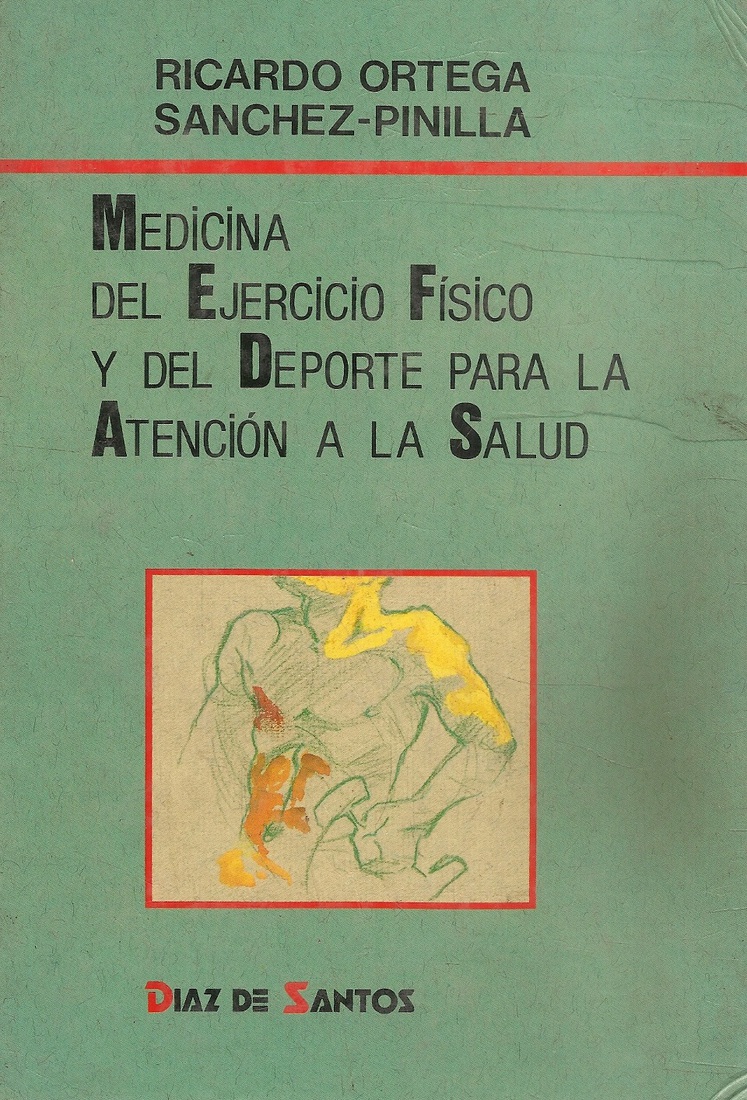 RICARDO ORTEGA
SANCHEZ-PINILLA
MEDICINA
DEL EJERCICIO FÍSICO
Y DEL DEPORTE PARA LA
ATENCIÓN A LA SALUD
DIAZ DE SANTOS